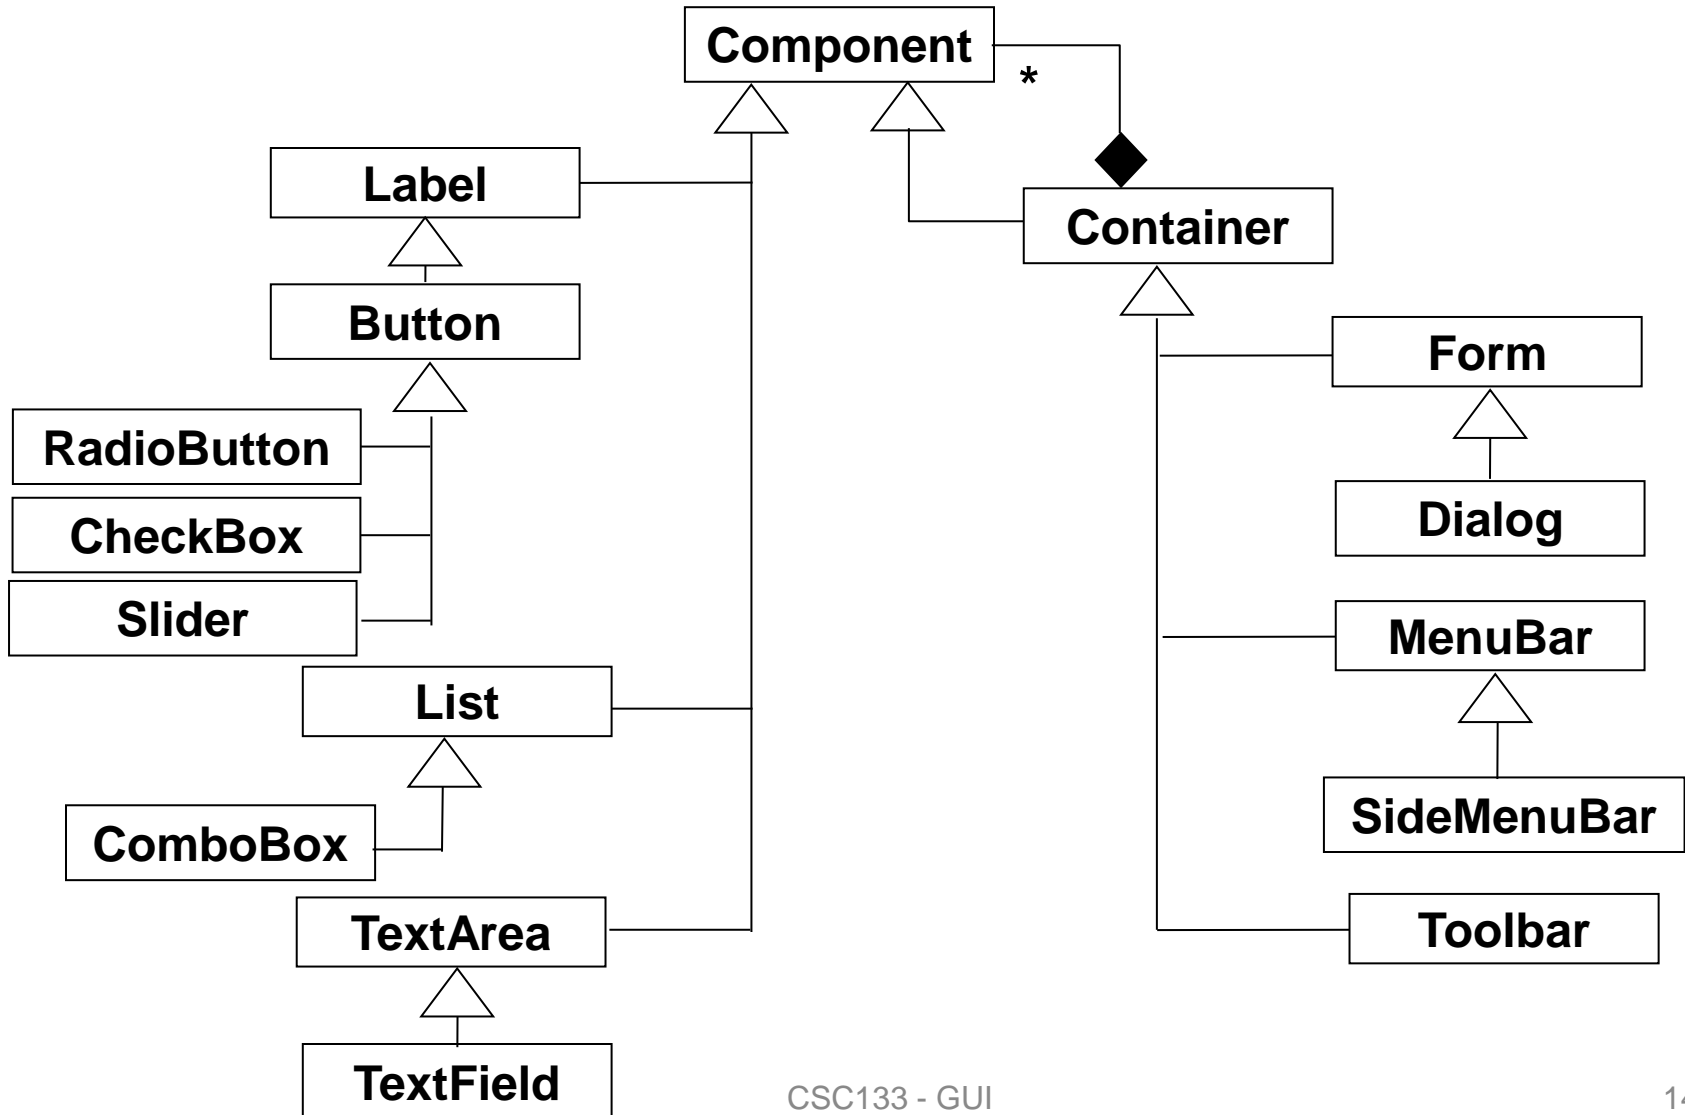 Component
*
Label
Container
Button
Form
RadioButton
Dialog
CheckBox
Slider
MenuBar
List
SideMenuBar
ComboBox
TextArea
Toolbar
TextField
CSC133 - GUI